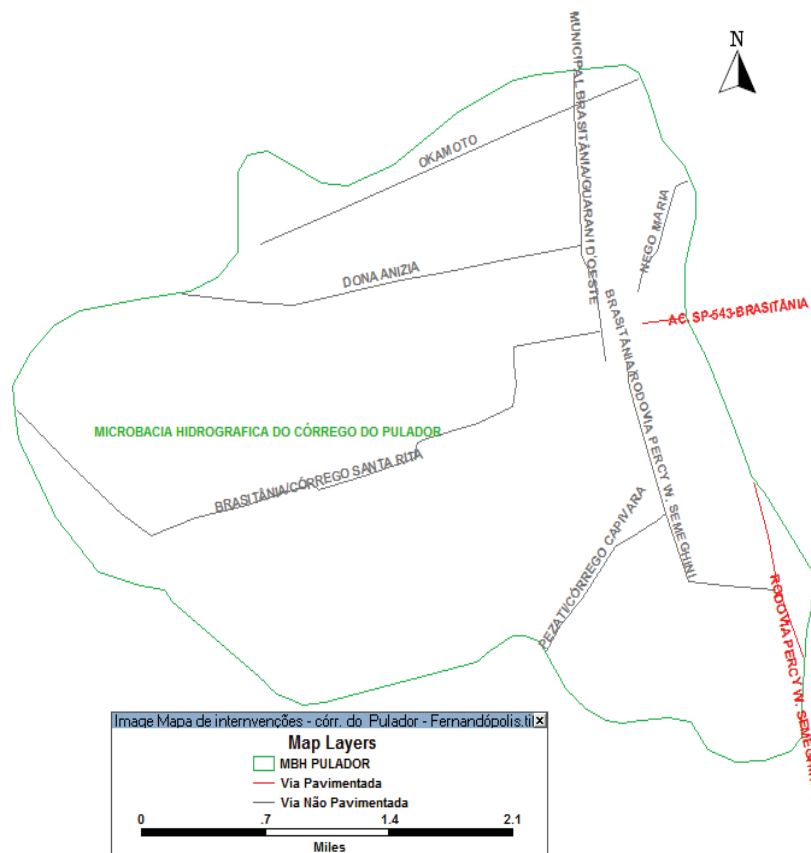 N
MUNICIPAL BRASITÂNIA/GUARANI D'OESTE
OKAMOTO
NEGO MARIA
DONA ANIZIA
BRASITÂNIA/RODOVIA PERCY W. SEMEGHINI
AC. SP-543-BRASITÂNIA
MICROBACIA HIDROGRAFICA DO CÓRREGO DO PULADOR
BRASITÂNIA/CÓRREGO SANTA RITA
PEZATI/CÓRREGO CAPIVARA
RODOVIA PERCY W. SEMEGHINI
Image Mapa de internvenções - córr. do Pulador - Fernandópolis.ti
Map Layers
MBH PULADOR
Via Pavimentada
Via Não Pavimentada
0 .7 1.4 2.1
Miles